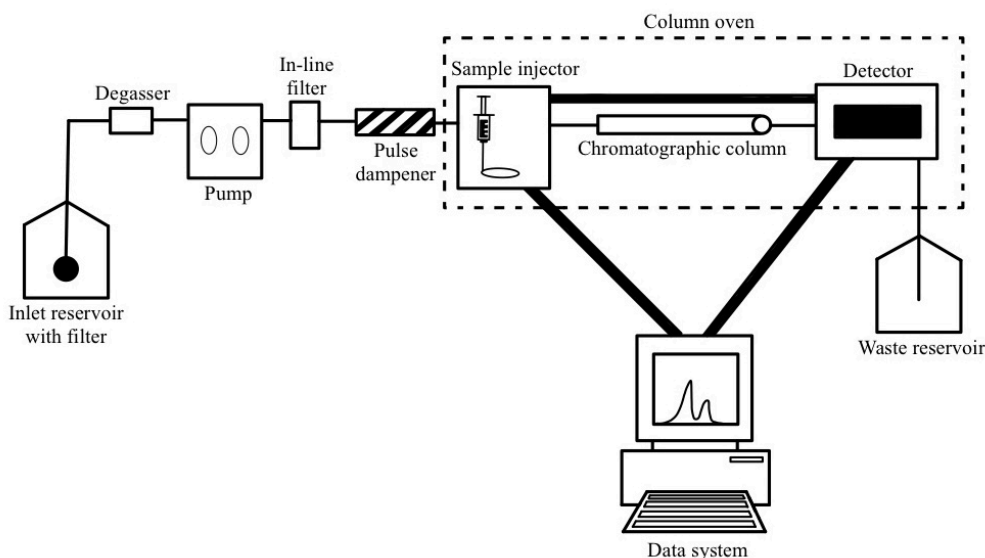 Column oven
In-line
filter
Sample injector
Detector
Degasser
Pulse
dampener
Chromatographic column
Pump
Inlet reservoir
with filter
Waste reservoir
Data system